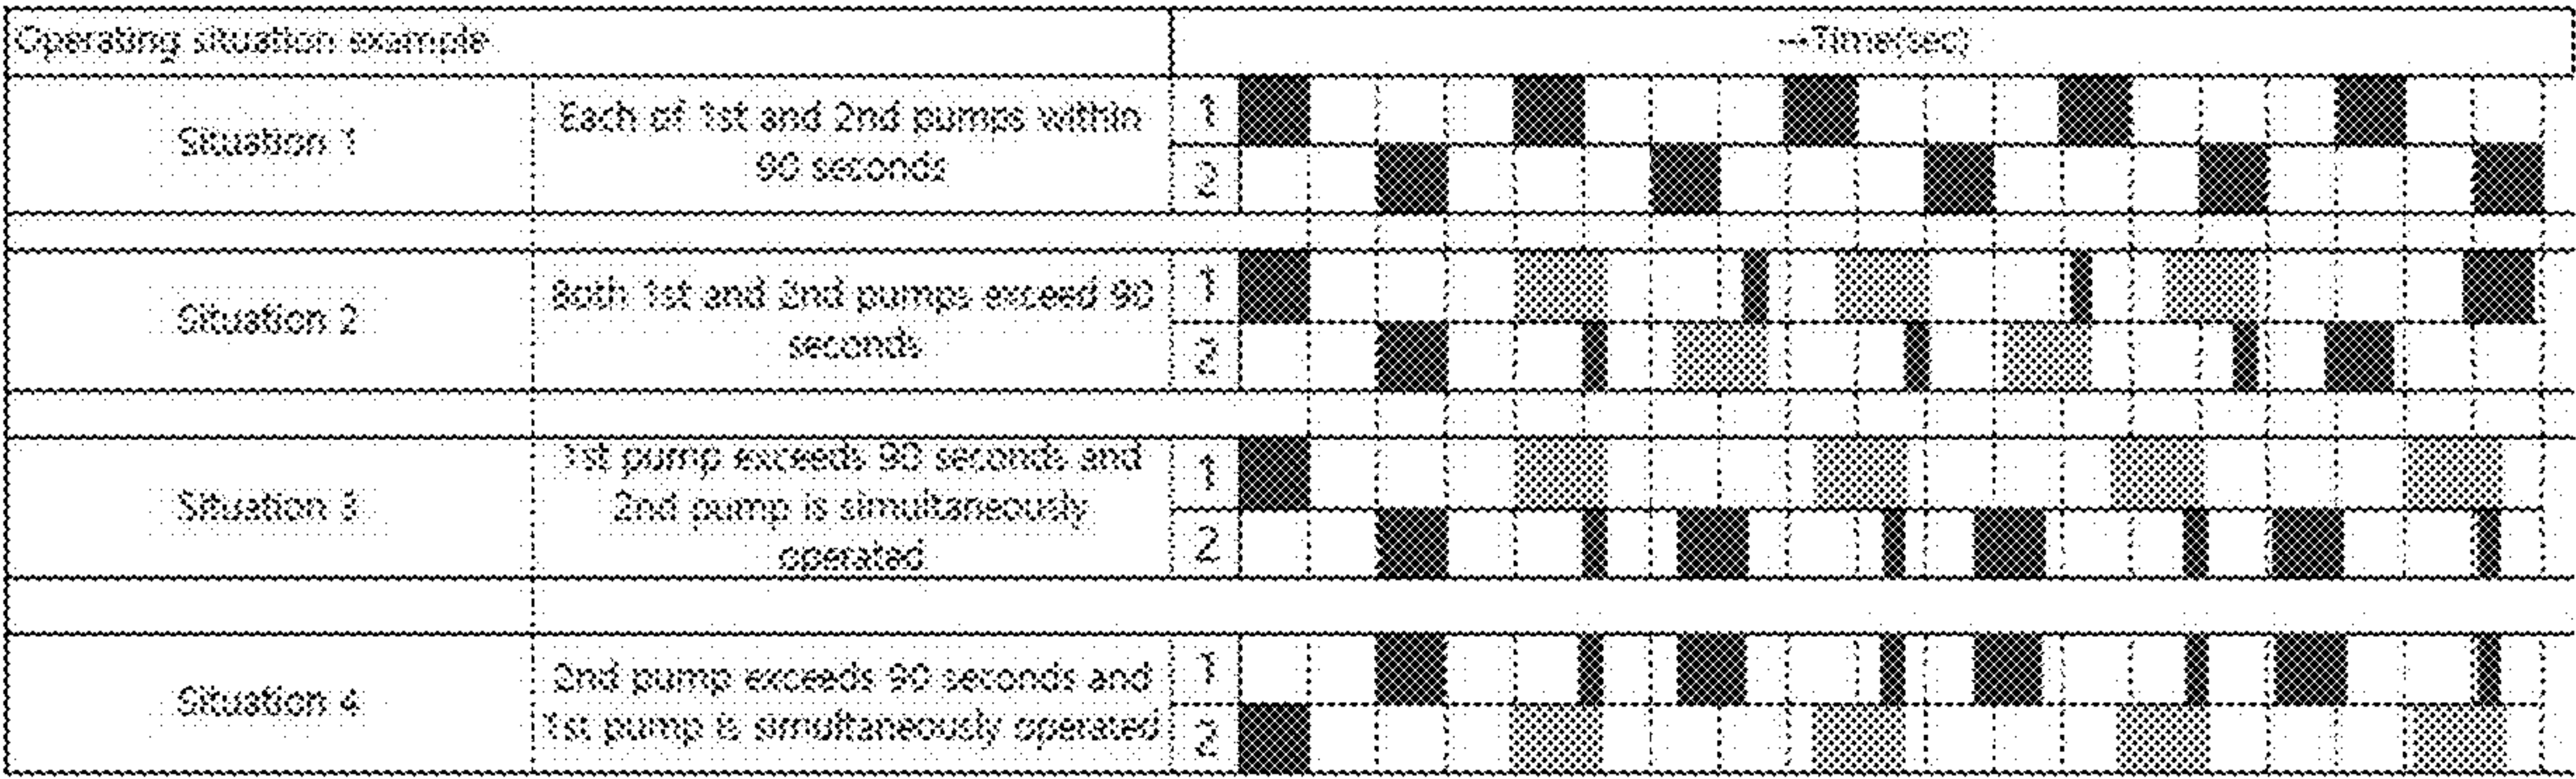 Operating situation example
→Time(sec)
Situation 1
Each of 1st and 2nd pumps within
90 seconds
1
2
Situation 2
Both 1st and 2nd pumps exceed 90
seconds
1
2
Situation 3
1st pump exceeds 90 seconds and
2nd pump is simultaneously
operated
1
2
Situation 4
2nd pump exceeds 90 seconds and
1st pump is simultaneously operated
1
2